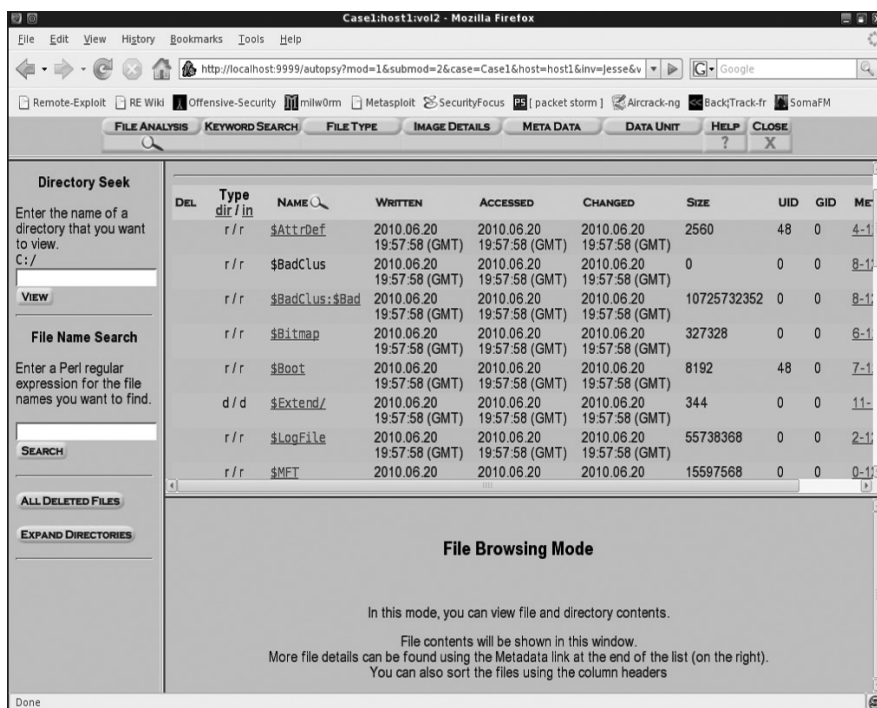 Case1:host1:vol2 - Mozilla Firefox
File Edit View History Bookmarks Tools Help
http://localhost:9999/autopsy?mod=1&submod=2&case=Case1&host=host1&inv=Jesse&v
G Google
Remote-Exploit RE Wiki Offensive-Security milw0rm Metasploit SecurityFocus PS [ packet storm ] Aircrack-ng Back|Track-fr SomaFM
FILE ANALYSIS KEYWORD SEARCH FILE TYPE IMAGE DETAILS META DATA DATA UNIT HELP CLOSE
? X
Directory Seek
Enter the name of a
directory that you want
to view.
C:/
VIEW
File Name Search
Enter a Perl regular
expression for the file
names you want to find.
SEARCH
ALL DELETED FILES
EXPAND DIRECTORIES
DEL Type NAME WRITTEN ACCESSED CHANGED SIZE UID GID
dir / in
r / r $AttrDef 2010.06.20 2010.06.20 2010.06.20 2560 48 0
19:57:58 (GMT) 19:57:58 (GMT) 19:57:58 (GMT)
r / r $BadClus 2010.06.20 2010.06.20 2010.06.20 0 0 0
19:57:58 (GMT) 19:57:58 (GMT) 19:57:58 (GMT)
r / r $BadClus:$Bad 2010.06.20 2010.06.20 2010.06.20 10725732352 0 0
19:57:58 (GMT) 19:57:58 (GMT) 19:57:58 (GMT)
r / r $Bitmap 2010.06.20 2010.06.20 2010.06.20 327328 0 0
19:57:58 (GMT) 19:57:58 (GMT) 19:57:58 (GMT)
r / r $Boot 2010.06.20 2010.06.20 2010.06.20 8192 48 0
19:57:58 (GMT) 19:57:58 (GMT) 19:57:58 (GMT)
d / d $Extend/ 2010.06.20 2010.06.20 2010.06.20 344 0 0
19:57:58 (GMT) 19:57:58 (GMT) 19:57:58 (GMT)
r / r $LogFile 2010.06.20 2010.06.20 2010.06.20 55738368 0 0
19:57:58 (GMT) 19:57:58 (GMT) 19:57:58 (GMT)
r / r $MFT 2010.06.20 2010.06.20 2010.06.20 15597568 0 0
File Browsing Mode
In this mode, you can view file and directory contents.
File contents will be shown in this window.
More file details can be found using the Metadata link at the end of the list (on the right).
You can also sort the files using the column headers
Done